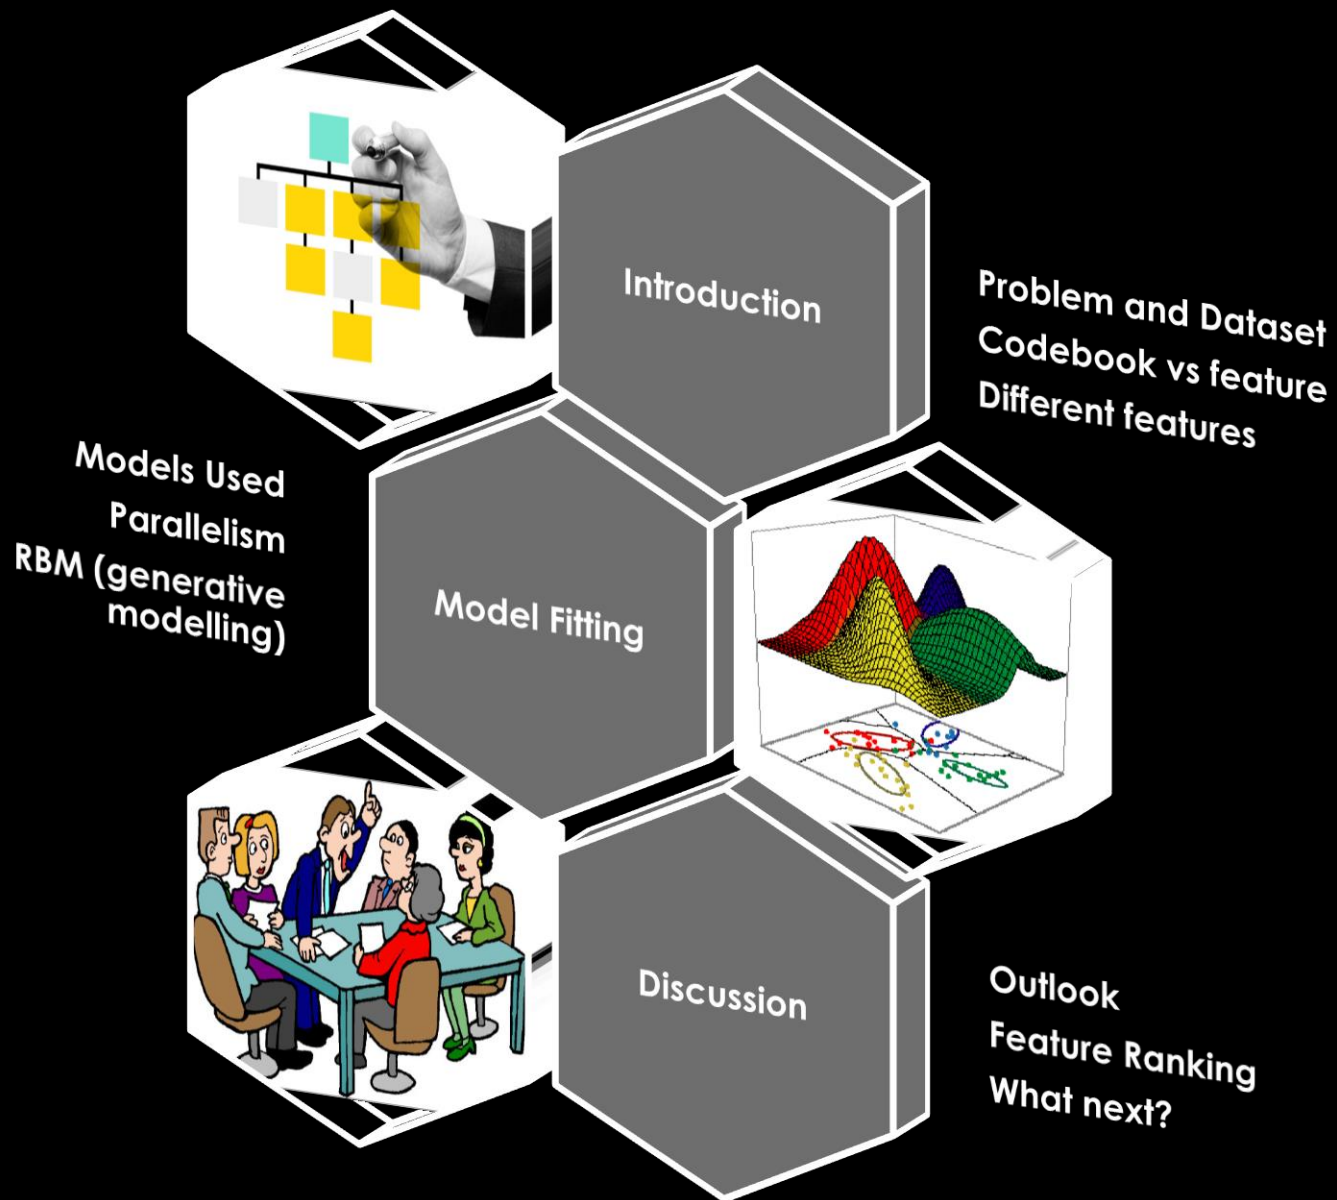 Introduction
Problem and Dataset
Codebook vs feature
Different features
Models Used
Parallelism
RBM (generative
modelling)
Model Fitting
Discussion
Outlook
Feature Ranking
What next?